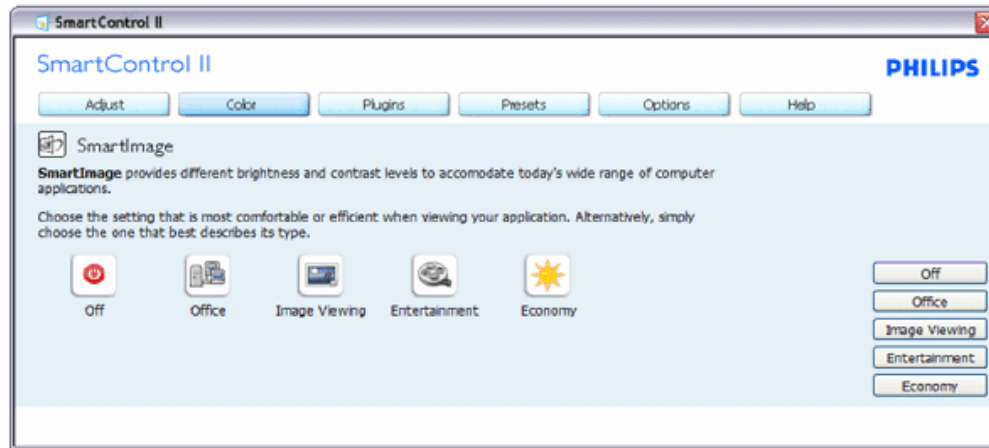 SmartControl II
SmartControl II
PHILIPS
Adjust
Color
Plugins
Presets
Options
Help
SmartImage
SmartImage provides different brightness and contrast levels to accomodate today's wide range of computer
applications.
Choose the setting that is most comfortable or efficient when viewing your application. Alternatively, simply
choose the one that best describes its type.
Off
Office
Image Viewing
Entertainment
Economy
Off
Office
Image Viewing
Entertainment
Economy